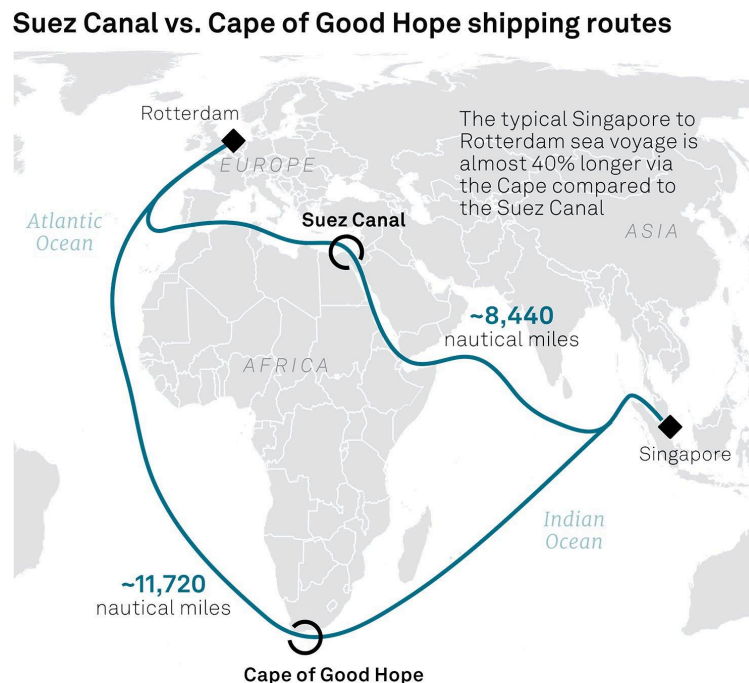 Suez Canal vs. Cape of Good Hope shipping routes
Rotterdam
The typical Singapore to
Rotterdam sea voyage is
almost 40% longer via
the Cape compared to
the Suez Canal
EUROPE
Atlantic
Ocean
Suez Canal
ASIA
~8,440
nautical miles
AFRICA
Singapore
Indian
Ocean
~11,720
nautical miles
Cape of Good Hope